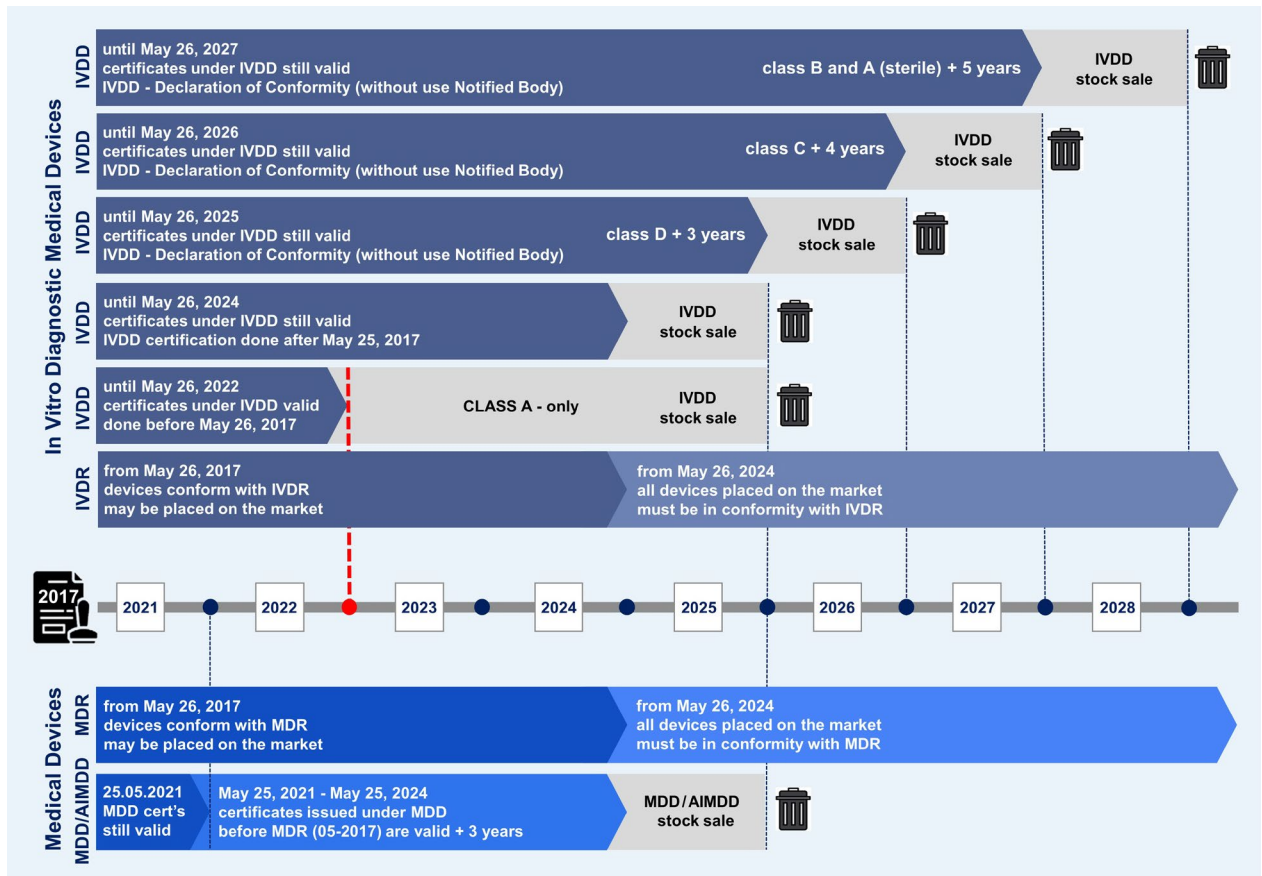 In Vitro Diagnostic Medical Devices
IVDD
until May 26, 2027
certificates under IVDD still valid
IVDD - Declaration of Conformity (without use Notified Body)
class B and A (sterile) + 5 years
IVDD
stock sale
IVDD
until May 26, 2026
certificates under IVDD still valid
IVDD - Declaration of Conformity (without use Notified Body)
class C + 4 years
IVDD
stock sale
IVDD
until May 26, 2025
certificates under IVDD still valid
IVDD - Declaration of Conformity (without use Notified Body)
class D + 3 years
IVDD
stock sale
IVDD
until May 26, 2024
certificates under IVDD still valid
IVDD certification done after May 25, 2017
IVDD
stock sale
IVDD
until May 26, 2022
certificates under IVDD valid
done before May 26, 2017
CLASS A - only
IVDD
stock sale
IVDR
from May 26, 2017
devices conform with IVDR
may be placed on the market
from May 26, 2024
all devices placed on the market
must be in conformity with IVDR
2017
2021
2022
2023
2024
2025
2026
2027
2028
Medical Devices
MDR
from May 26, 2017
devices conform with MDR
may be placed on the market
from May 26, 2024
all devices placed on the market
must be in conformity with MDR
MDD/AIMDD
25.05.2021
MDD cert's
still valid
May 25, 2021 - May 25, 2024
certificates issued under MDD
before MDR (05-2017) are valid + 3 years
MDD/AIMDD
stock sale